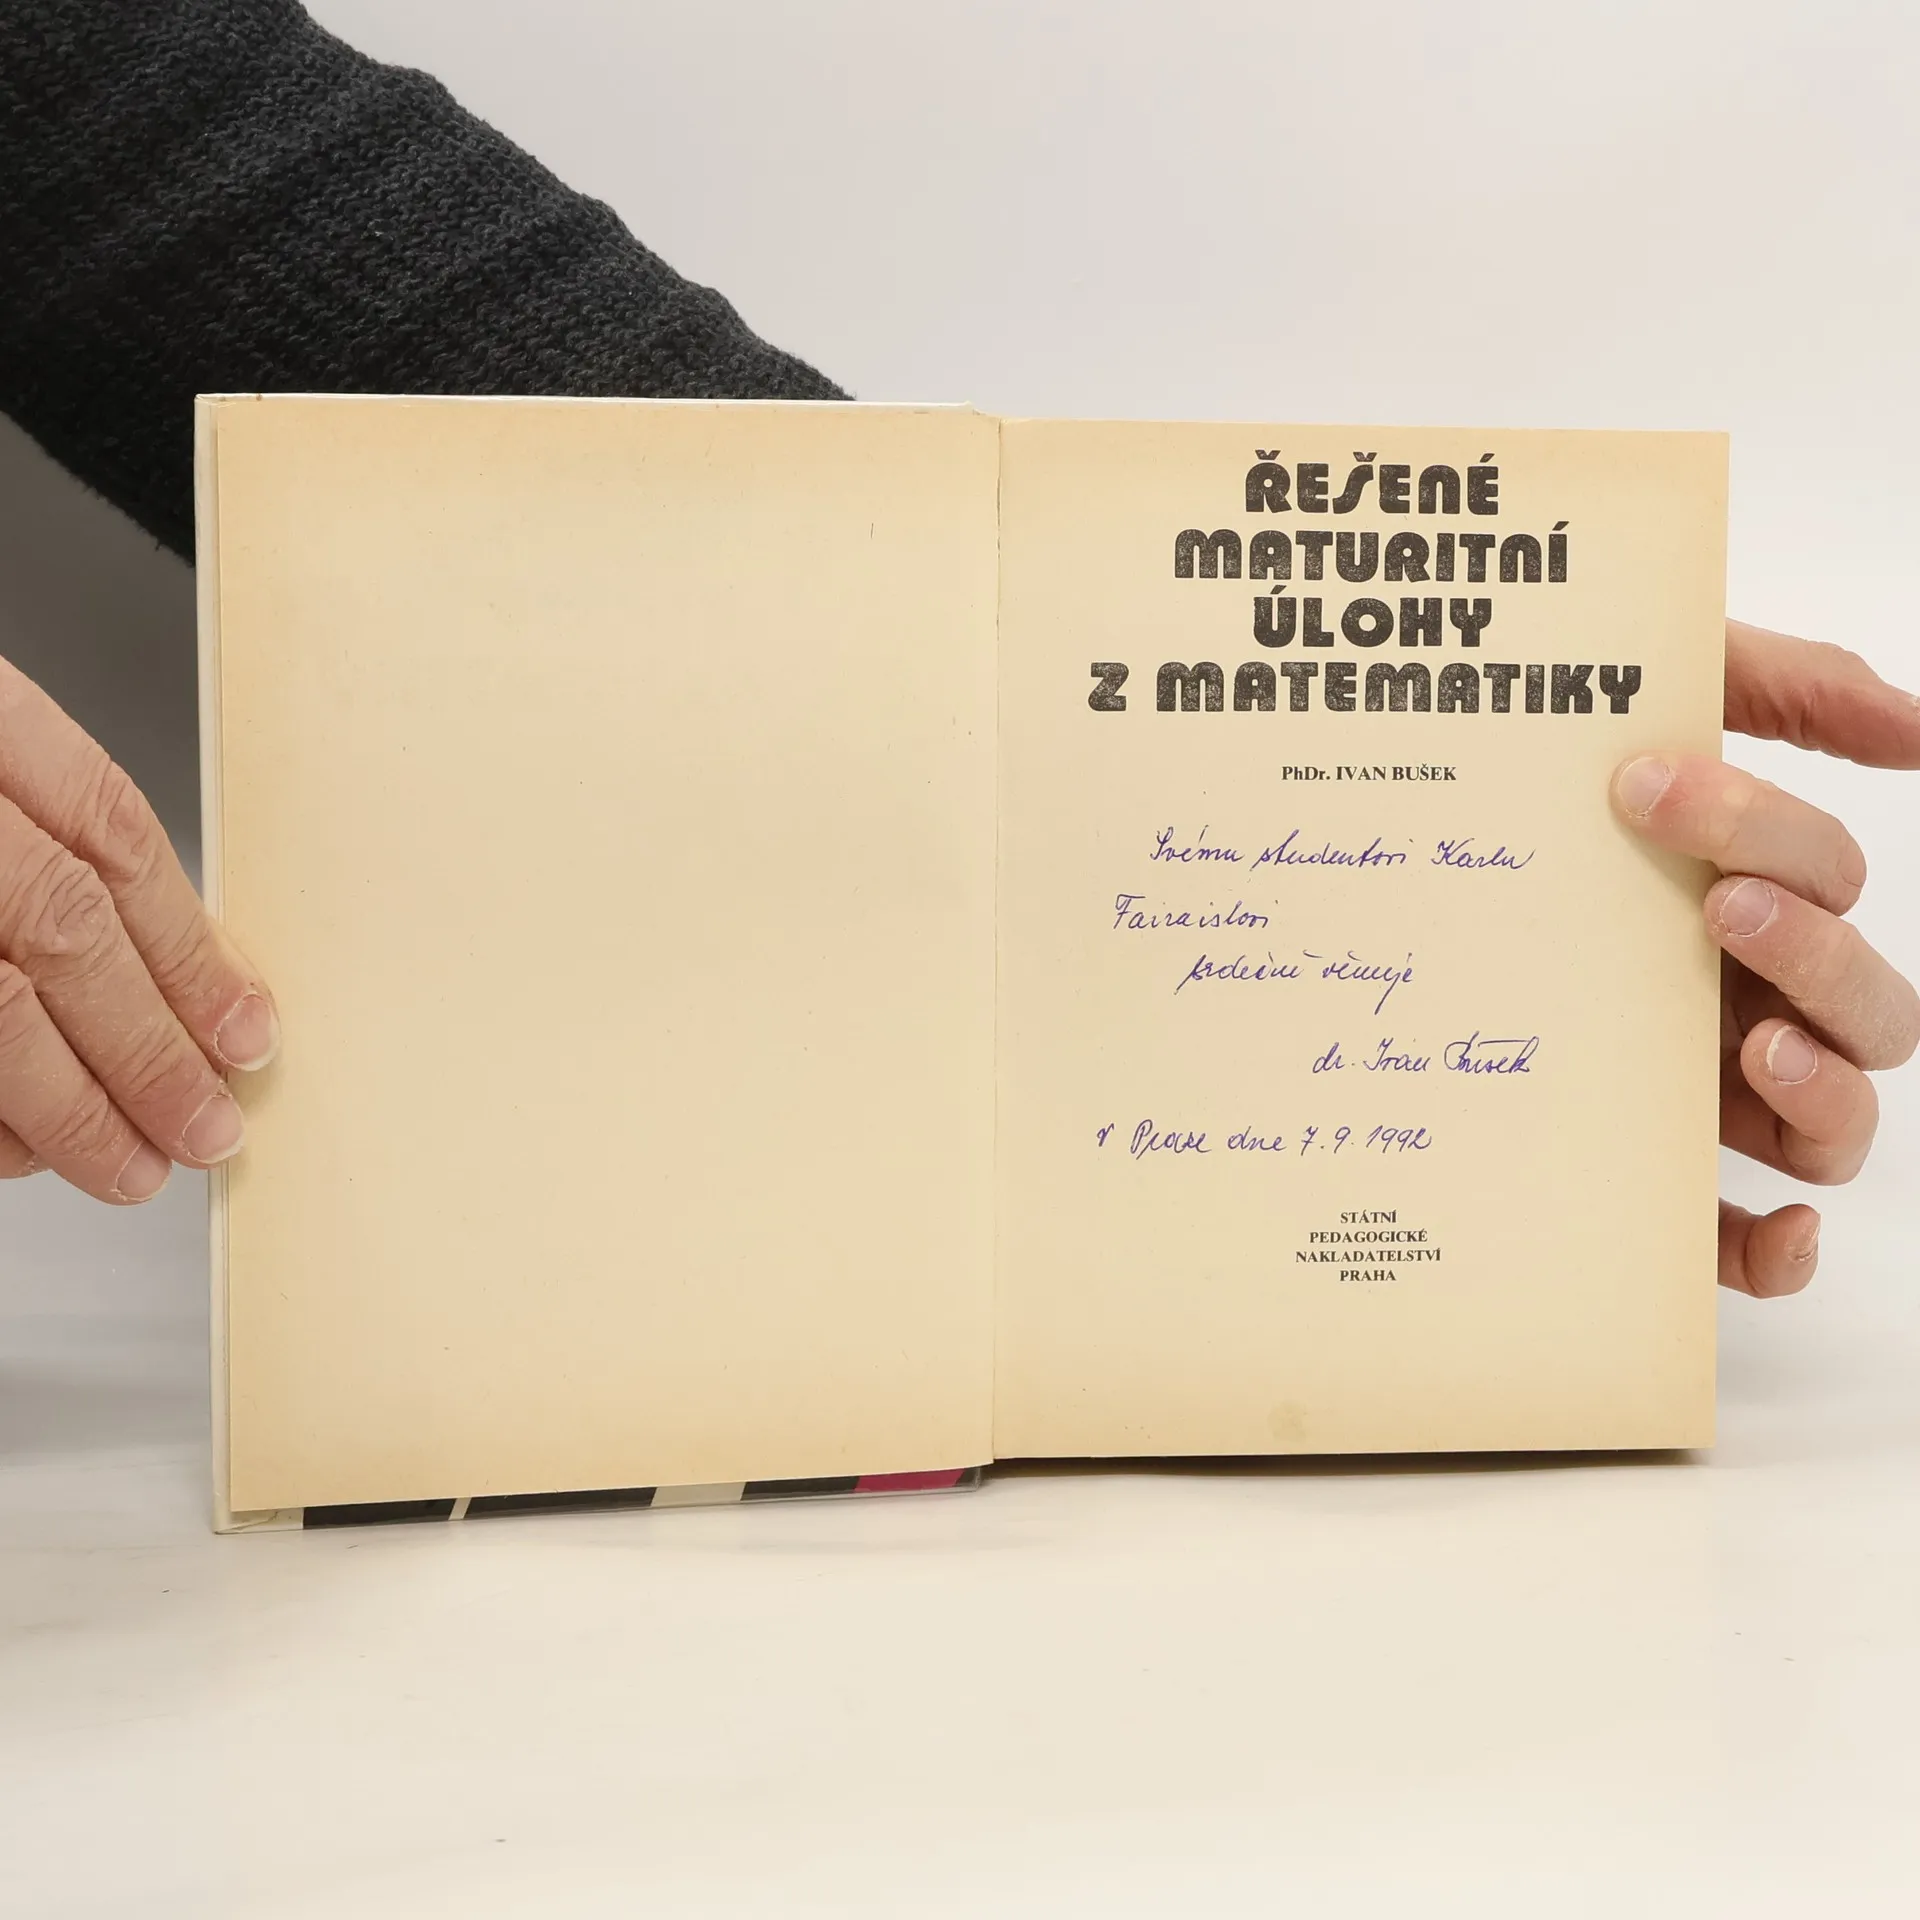 ŘEŠENÉ
MATURITNÍ
ÚLOHY
Z MATEMATIKY
PhDr. IVAN BUŠEK
Svému studentovi Karlu
srdečně věnuje
dr. Ivan Bušek
v Praze dne 7.9.1992
STÁTNÍ
PEDAGOGICKÉ
NAKLADATELSTVÍ
PRAHA